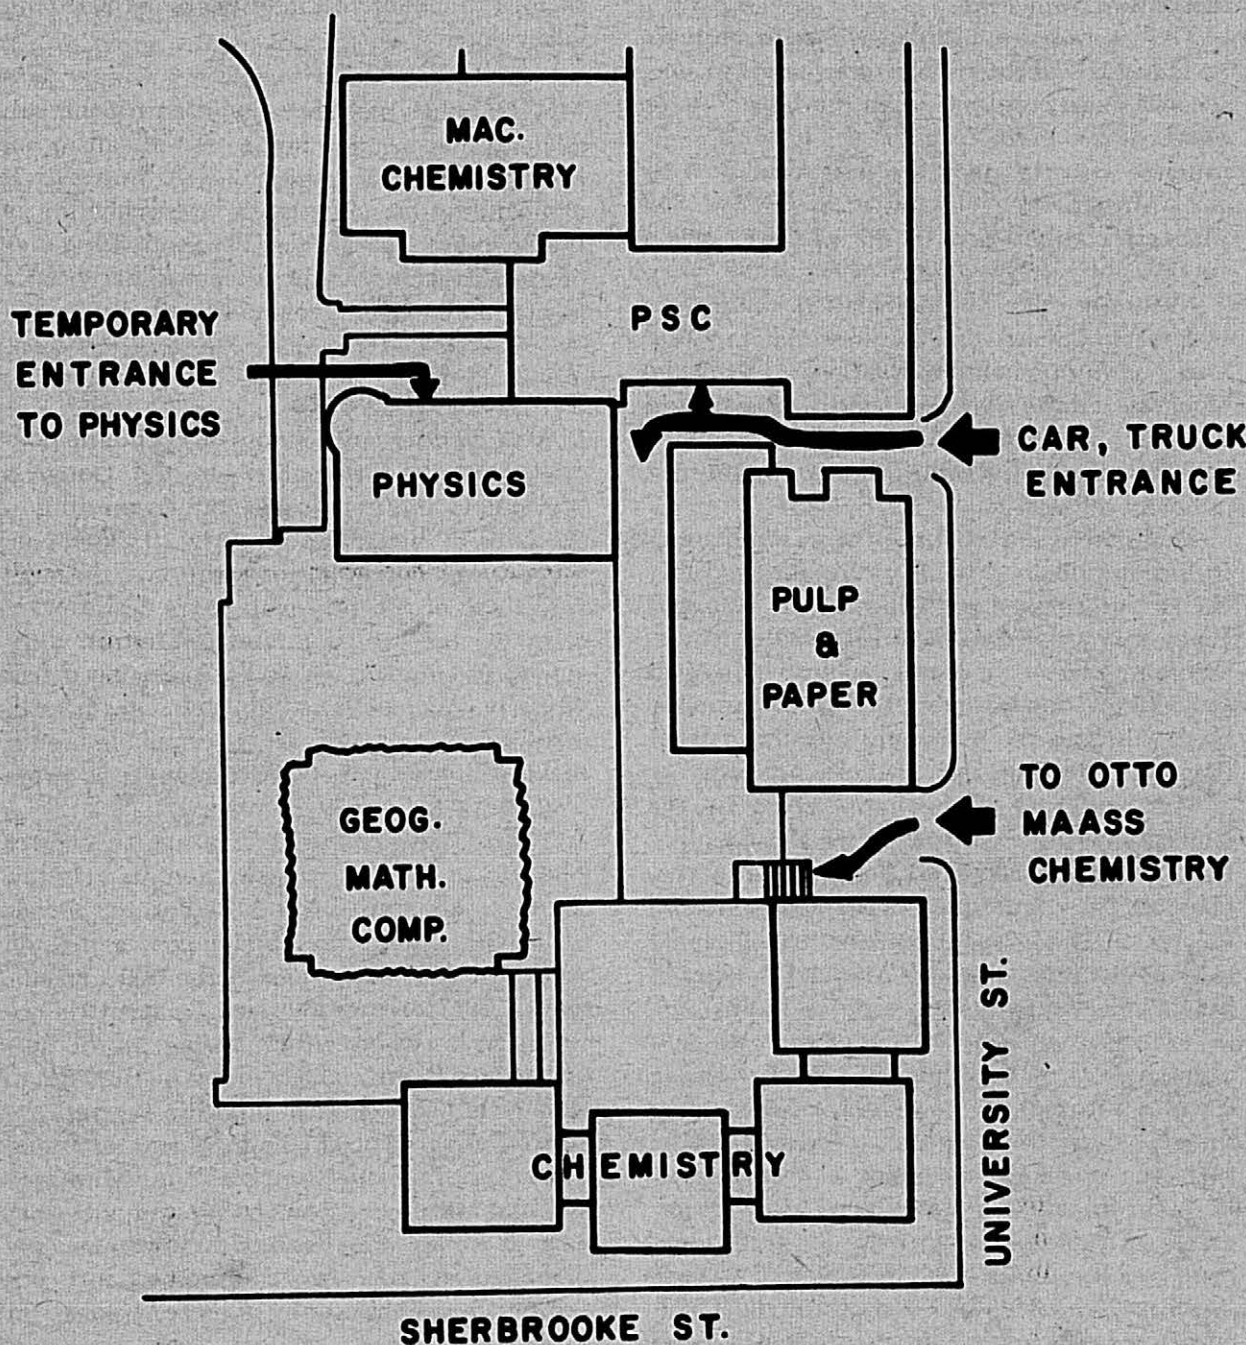 MAC.
CHEMISTRY
PSC
TEMPORARY
ENTRANCE
TO PHYSICS
CAR, TRUCK
ENTRANCE
PHYSICS
PULP
&
PAPER
TO OTTO
MAASS
CHEMISTRY
GEOG.
MATH.
COMP.
UNIVERSITY ST.
CHEMISTRY
SHERBROOKE ST.